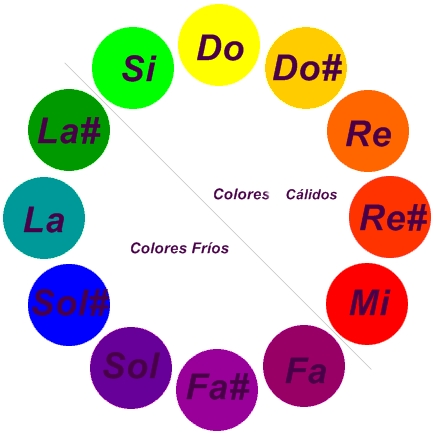 Do
Do#
Re
Re#
Mi
Fa
Fa#
Sol
Sol#
La
La#
Si
Colores Cálidos
Colores Fríos